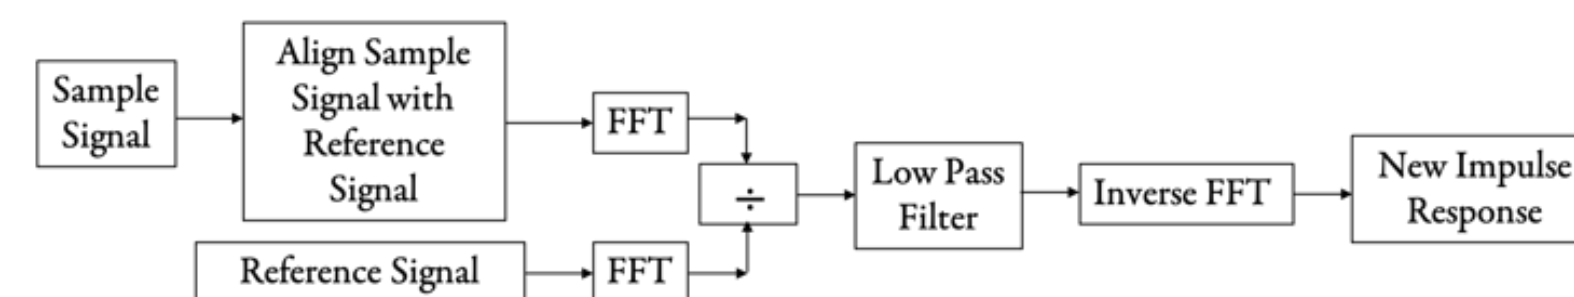 Sample
Signal
Align Sample
Signal with
Reference
Signal
FFT
÷
Low Pass
Filter
Inverse FFT
New Impulse
Response
Reference Signal
FFT